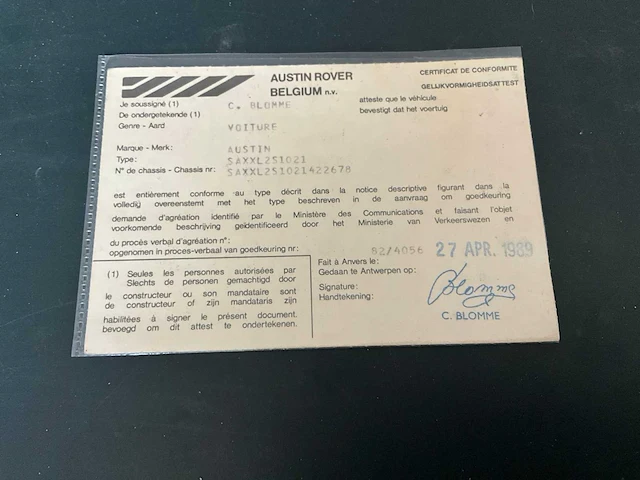 AUSTIN ROVER
BELGIUM n.v.
CERTIFICAT DE CONFORMITE
GELIJKVORMIGHEIDSATTEST
Je soussigné (1)
De ondergetekende (1)
C. BLOMME
atteste que le véhicule
bevestigt dat het voertuig
Genre - Aard VOITURE
Marque - Merk: AUSTIN
Type: SAXXL2S1021
N° de chassis - Chassis nr: SAXXL2S1021422678
est entièrement conforme au type décrit dans la notice descriptive figurant dans la
volledig overeenstemt met het type beschreven in de aanvraag om goedkeuring
demande d'agréation identifié par le Ministère des Communications et faisant l'objet
voorkomende beschrijving geïdentificeerd door het Ministerie van Verkeerswezen en
du procès verbal d'agréation n°:
opgenomen in proces-verbaal van goedkeuring nr:
82/4056 27 APR. 1989
(1) Seules les personnes autorisées par
Slechts de personen gemachtigd door
le constructeur ou son mandataire sont
de constructeur of zijn mandataris zijn
habilitées à signer le présent document.
bevoegd om dit attest te ondertekenen.
Fait à Anvers le:
Gedaan te Antwerpen op:
Signature:
Handtekening:
Blomme
C. BLOMME